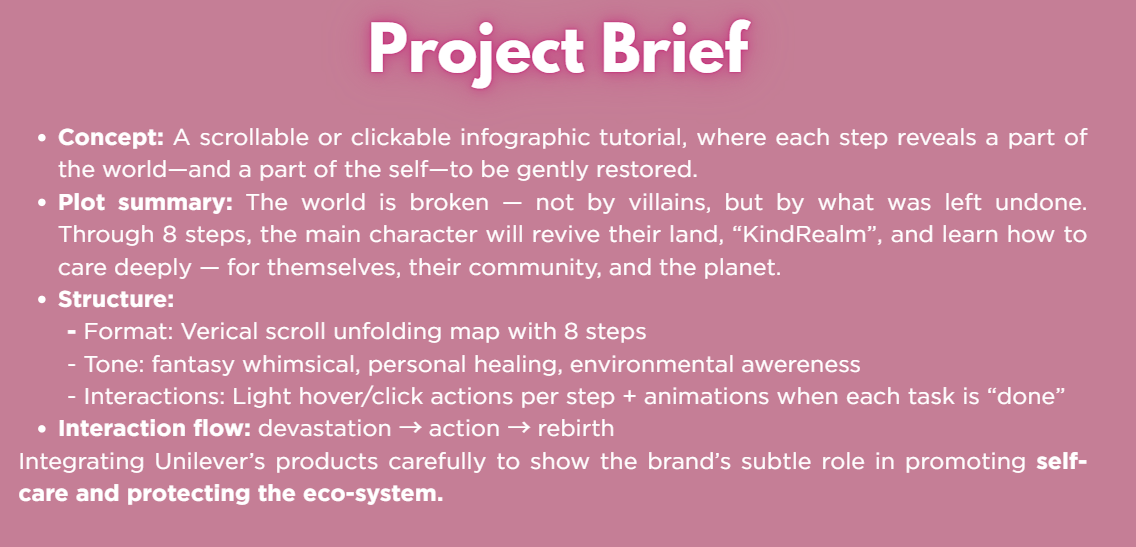 Project Brief
• Concept: A scrollable or clickable infographic tutorial, where each step reveals a part of
the world—and a part of the self—to be gently restored.
• Plot summary: The world is broken — not by villains, but by what was left undone.
Through 8 steps, the main character will revive their land, “KindRealm”, and learn how to
care deeply — for themselves, their community, and the planet.
• Structure:
- Format: Verical scroll unfolding map with 8 steps
- Tone: fantasy whimsical, personal healing, environmental awereness
- Interactions: Light hover/click actions per step + animations when each task is “done”
• Interaction flow: devastation → action → rebirth
Integrating Unilever’s products carefully to show the brand’s subtle role in promoting self-
care and protecting the eco-system.